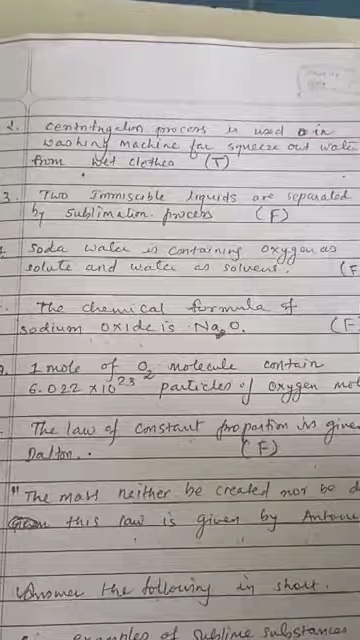 2. centrifugation process is used in
washing machine for squeeze out water
from wet clothes (T)
3. Two Immiscible liquids are separated
by sublimation process (F)
Soda water is containing oxygen as
solute and water as solvent. (F
The chemical formula of
sodium oxide is Na2O. (F
1 mole of O2 molecule contain
6.022 x10^23 particles of oxygen mol
The law of constant proportion is give
Dalton. (F)
"The mass neither be created nor be d
this law is given by Antoine
Answer the following in short.
examples of sublime substances